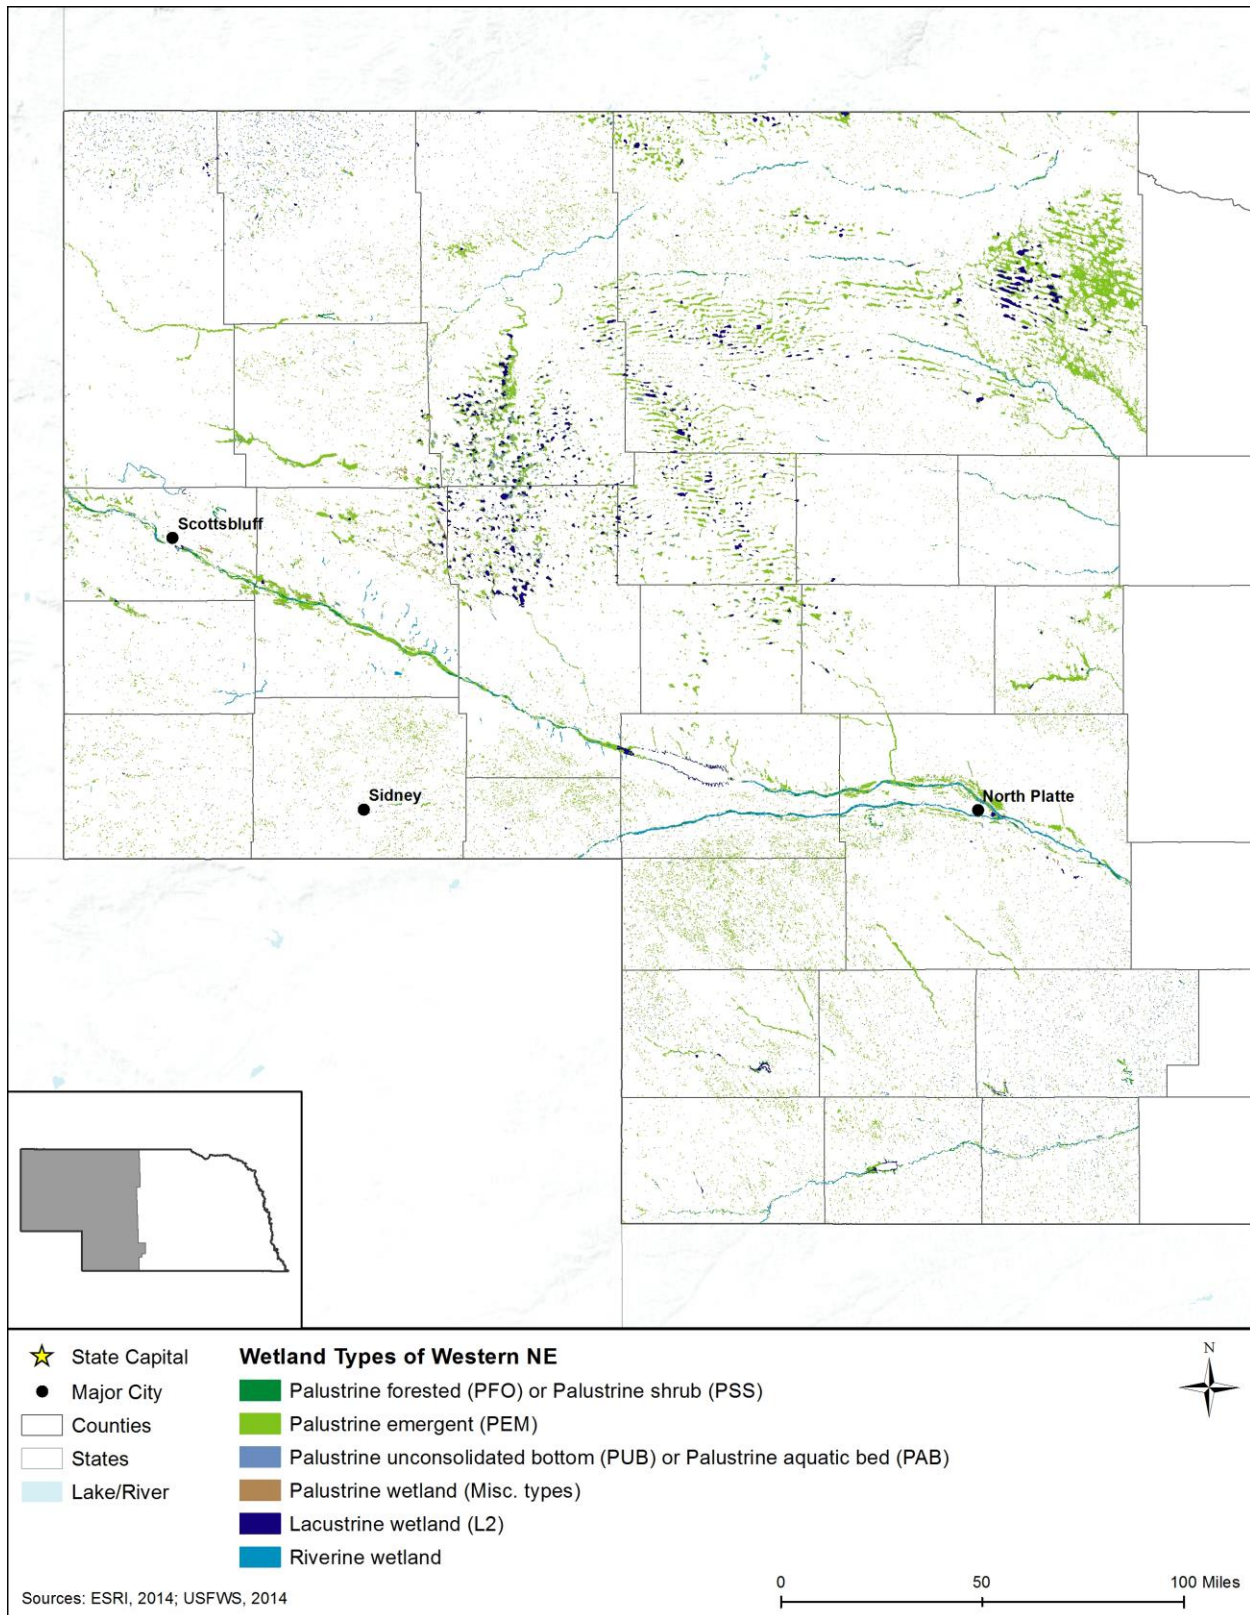 Scottsbluff
Sidney
North Platte
State Capital
Major City
Counties
States
Lake/River
Wetland Types of Western NE
Palustrine forested (PFO) or Palustrine shrub (PSS)
Palustrine emergent (PEM)
Palustrine unconsolidated bottom (PUB) or Palustrine aquatic bed (PAB)
Palustrine wetland (Misc. types)
Lacustrine wetland (L2)
Riverine wetland
N
Sources: ESRI, 2014; USFWS, 2014
0 50 100 Miles